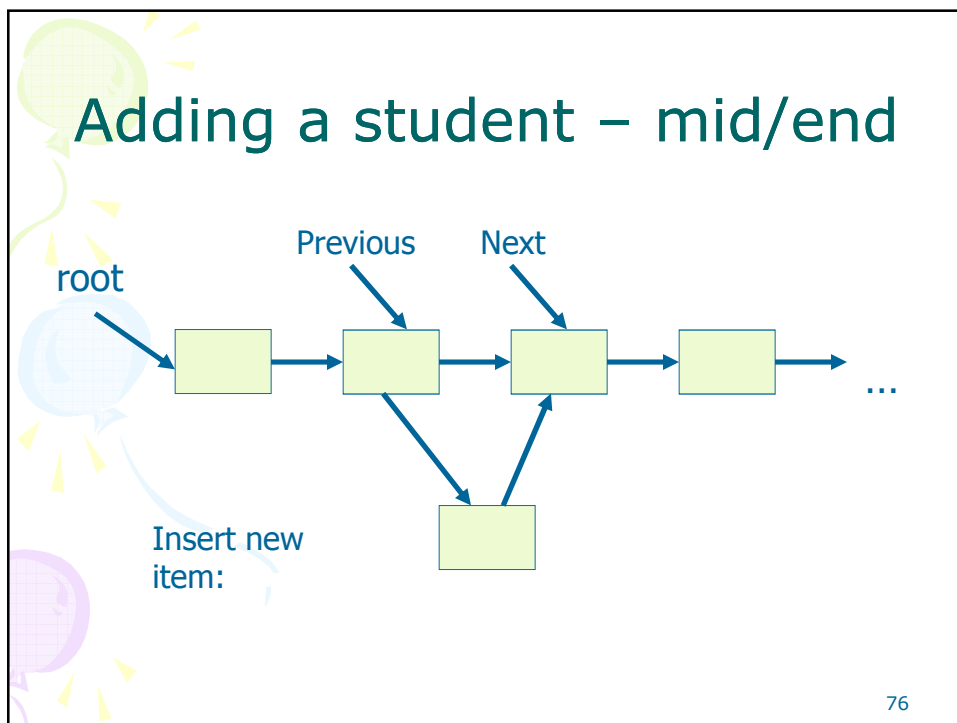 Adding a student – mid/end
Previous Next
root
...
Insert new
item:
76